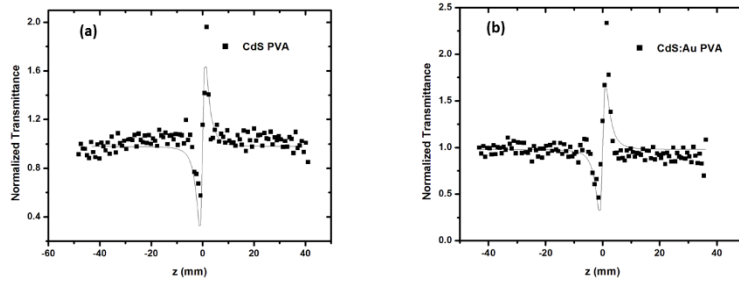 (a)
CdS PVA
Normalized Transmittance
2.0
1.6
1.2
0.8
0.4
-60 -40 -20 0 20 40 60
z (mm)
(b)
CdS:Au PVA
Normalized Transmittance
2.5
2.0
1.5
1.0
0.5
0.0
-40 -20 0 20 40
z (mm)